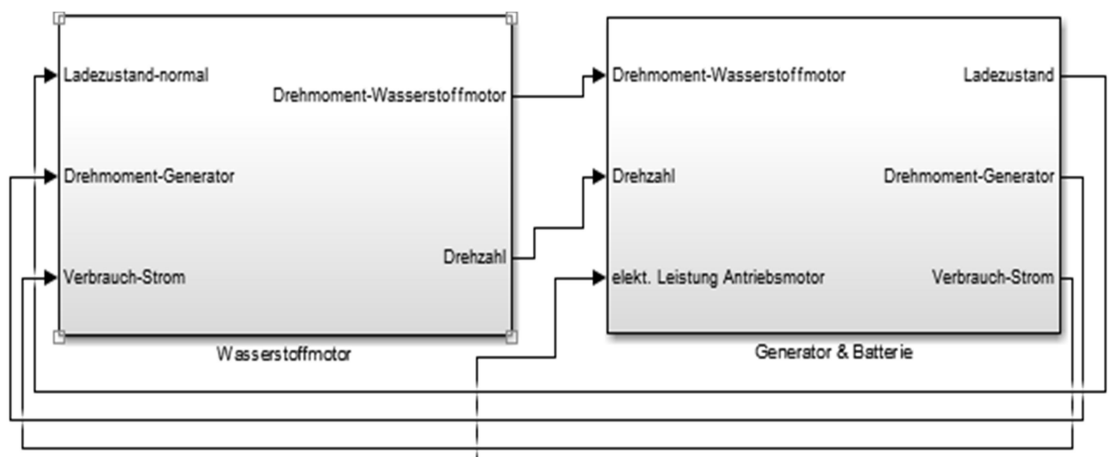 Ladezustand-normal
Drehmoment-Wasserstoffmotor
Drehmoment-Generator
Drehzahl
Verbrauch-Strom
Wasserstoffmotor
Drehmoment-Wasserstoffmotor
Ladezustand
Drehzahl
Drehmoment-Generator
elekt. Leistung Antriebsmotor
Verbrauch-Strom
Generator & Batterie